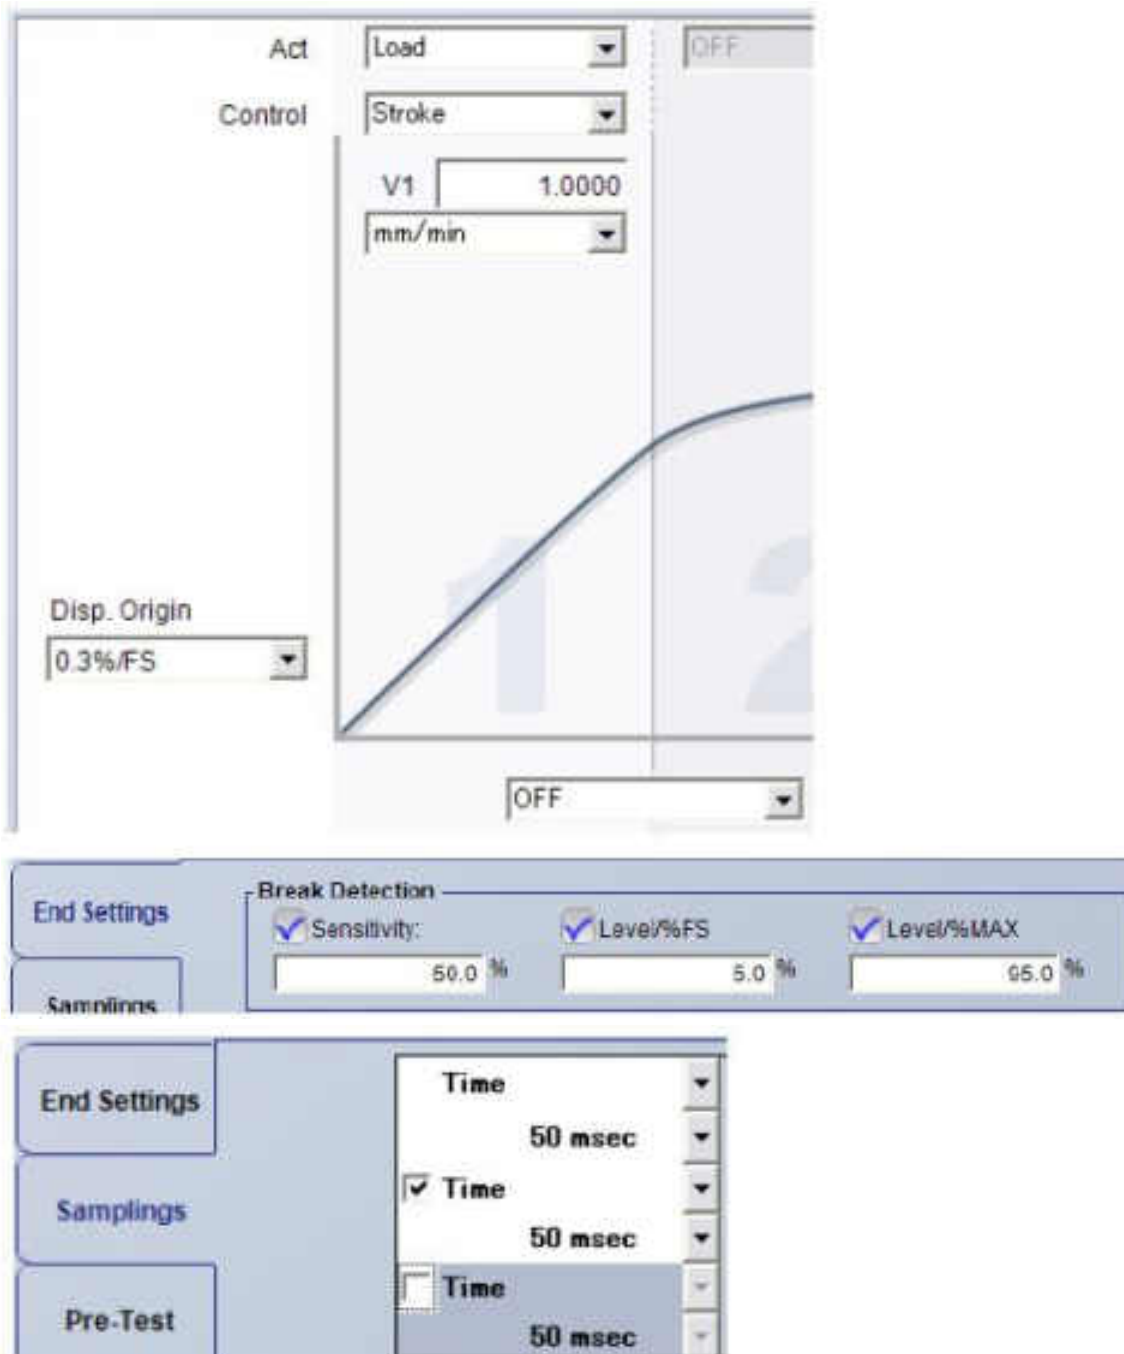 Act Load OFF
Control Stroke
V1 1.0000
mm/min
1 2
Disp. Origin
0.3%/FS
OFF
End Settings
Break Detection
Sensitivity: Level/%FS Level/%MAX
50.0 % 5.0 % 95.0 %
Samplings
End Settings
Time
50 msec
Samplings
Time
50 msec
Pre-Test
Time
50 msec